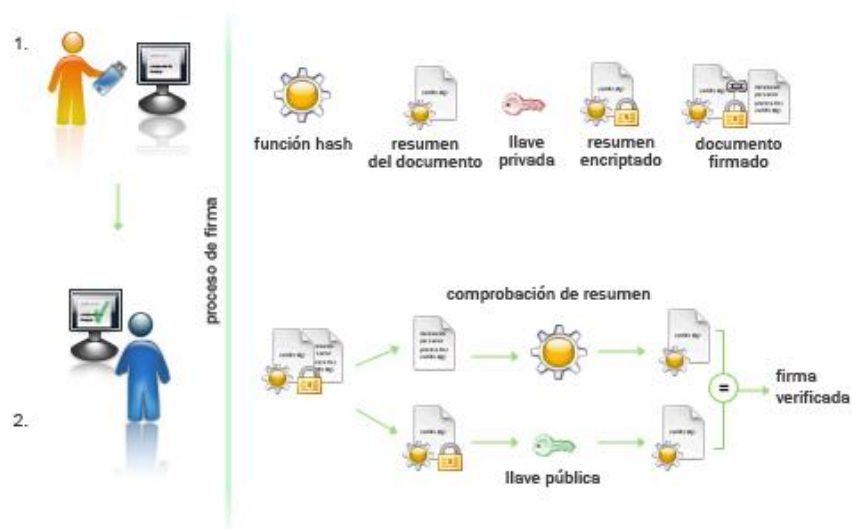 1.
función hash
resumen
del documento
llave
privada
resumen
encriptado
documento
firmado
proceso de firma
comprobación de resumen
=
firma
verificada
2.
llave pública